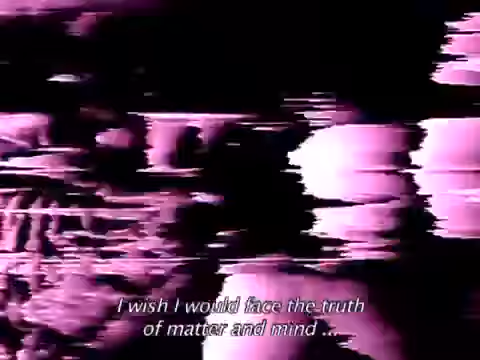 I wish I would face the truth
of matter and mind ...